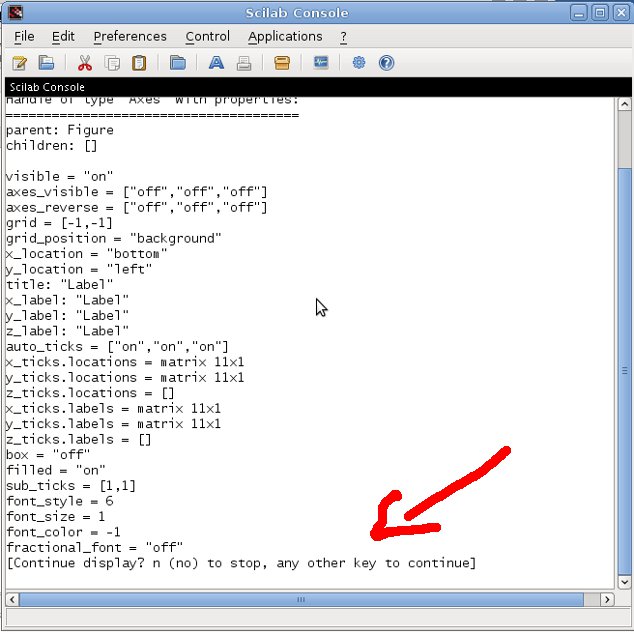 Scilab Console
File Edit Preferences Control Applications ?
Scilab Console
Handle of type "Axes" with properties:
======================================
parent: Figure
children: []
visible = "on"
axes_visible = ["off","off","off"]
axes_reverse = ["off","off","off"]
grid = [-1,-1]
grid_position = "background"
x_location = "bottom"
y_location = "left"
title: "Label"
x_label: "Label"
y_label: "Label"
z_label: "Label"
auto_ticks = ["on","on","on"]
x_ticks.locations = matrix 11x1
y_ticks.locations = matrix 11x1
z_ticks.locations = []
x_ticks.labels = matrix 11x1
y_ticks.labels = matrix 11x1
z_ticks.labels = []
box = "off"
filled = "on"
sub_ticks = [1,1]
font_style = 6
font_size = 1
font_color = -1
fractional_font = "off"
[Continue display? n (no) to stop, any other key to continue]